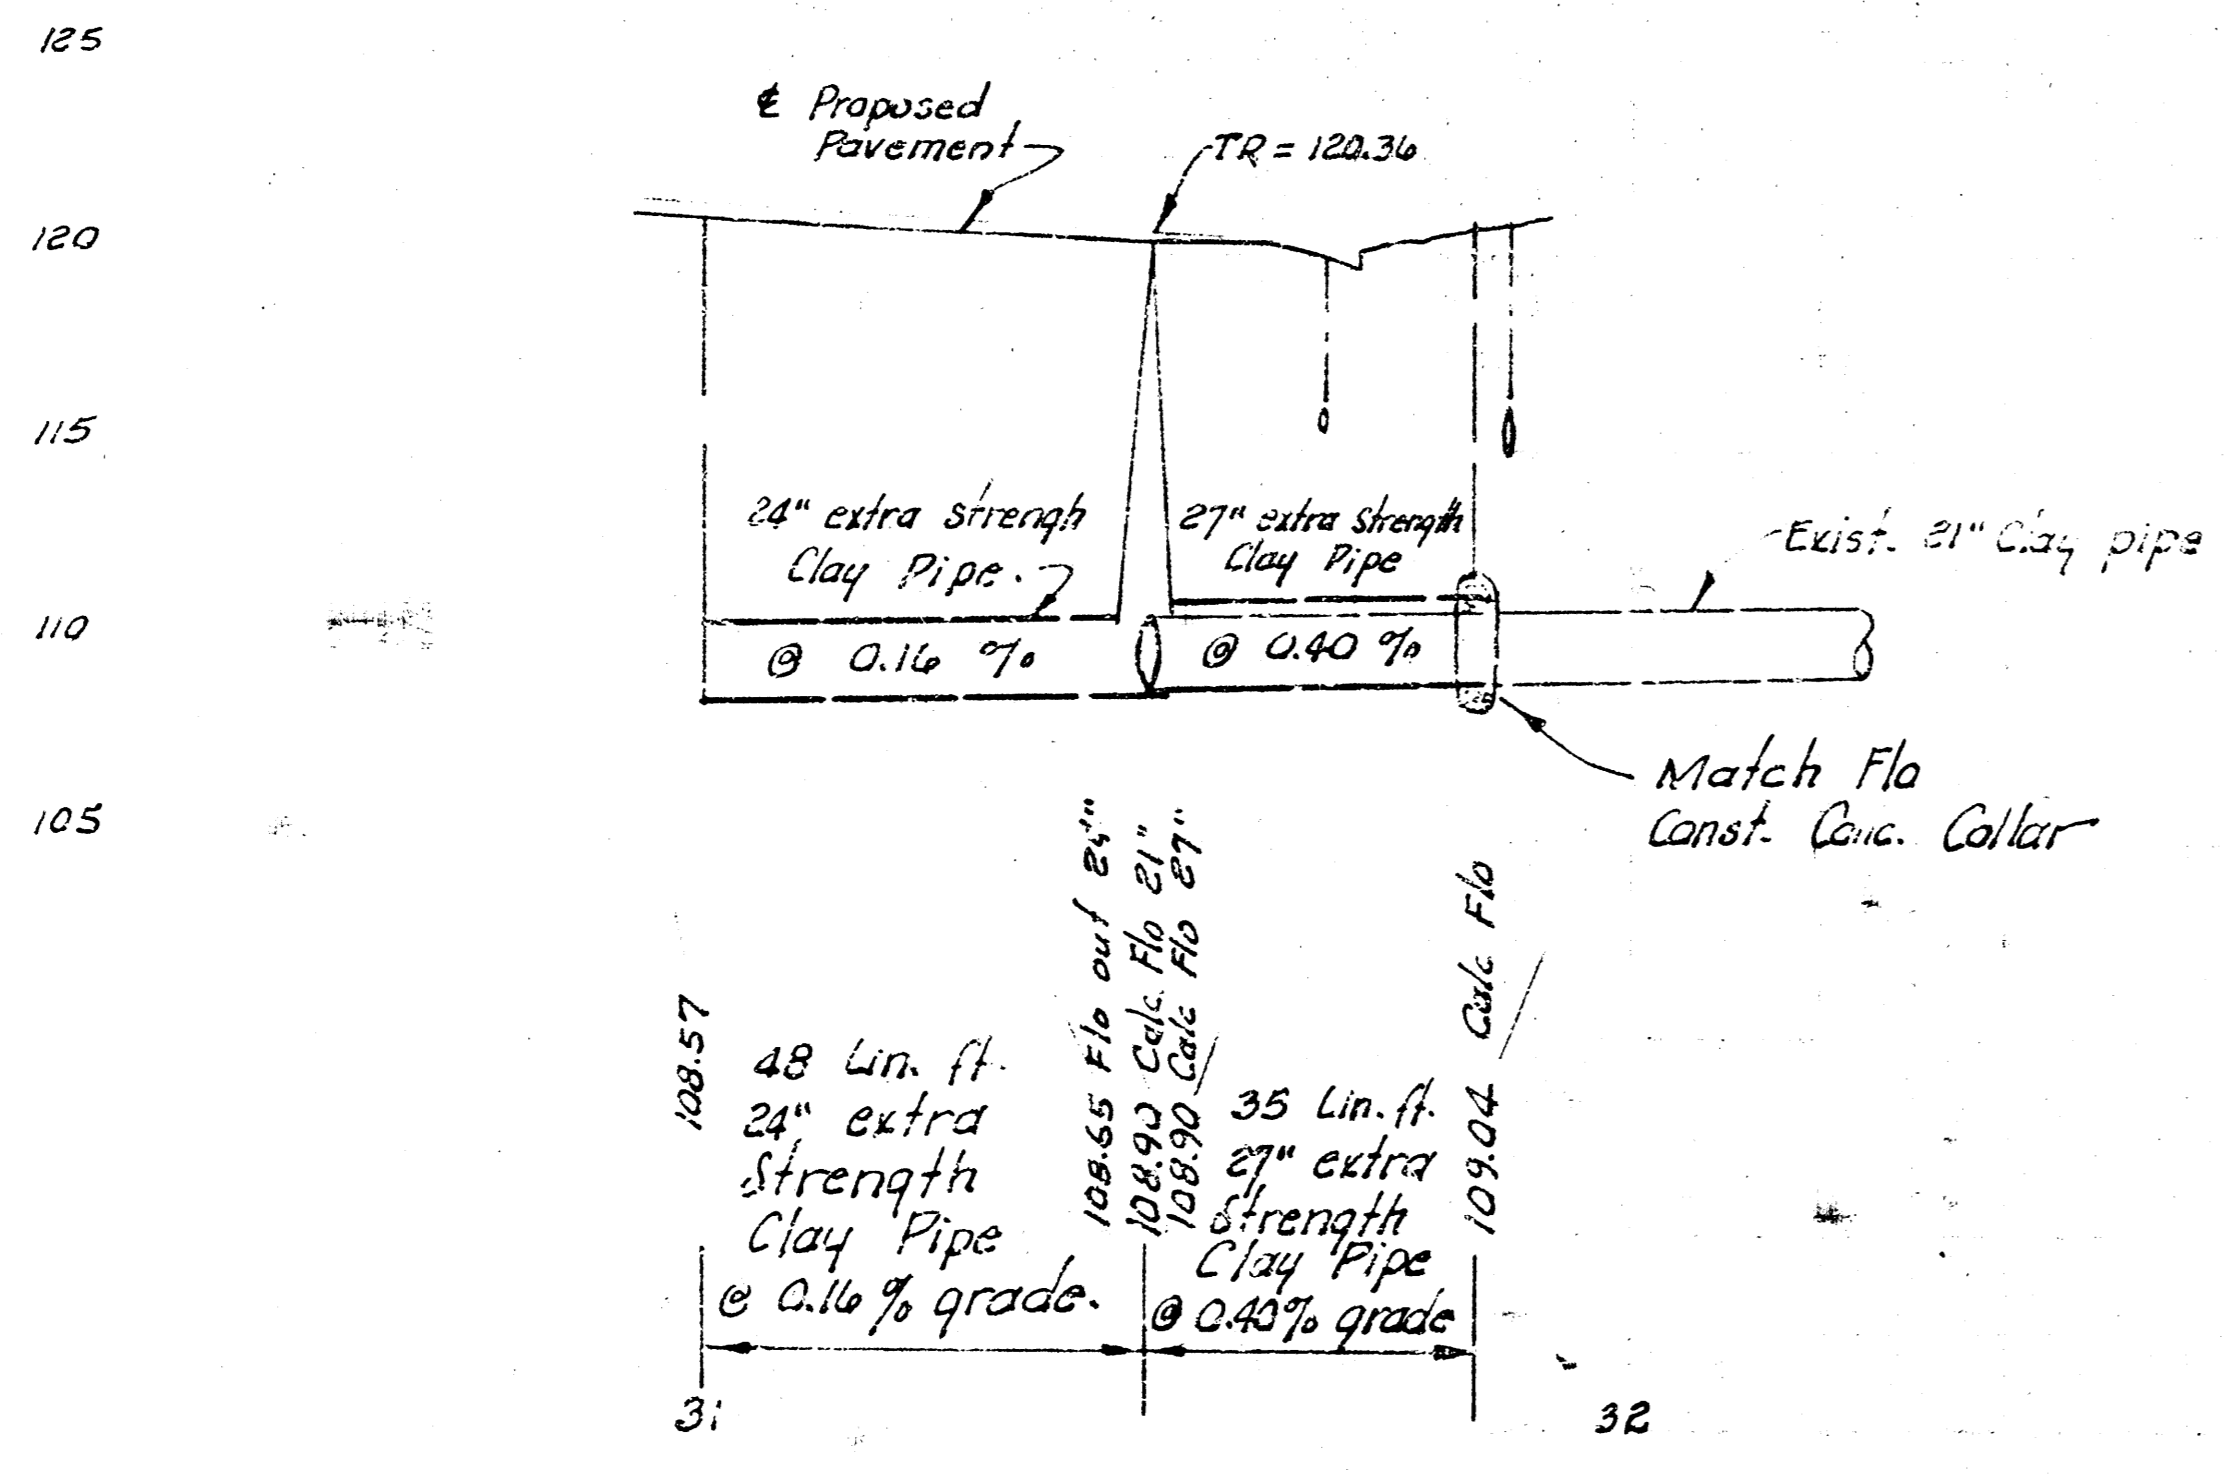 125
℄ Proposed
Pavement
TR = 120.36
120
115
24" extra strengh
Clay Pipe.
27" extra strength
Clay Pipe
Exist. 21" Clay pipe
110
@ 0.16 %
@ 0.40 %
Match Flo
Const. Conc. Collar
105
108.57
48 Lin. ft.
24" extra
Strength
Clay Pipe
@ 0.16 % grade.
108.65 Flo out 24"
108.90 Calc. Flo 21"
108.90 Calc Flo 27"
35 Lin. ft.
27" extra
Strength
Clay Pipe
@ 0.40% grade
109.04 Calc Flo
31
32